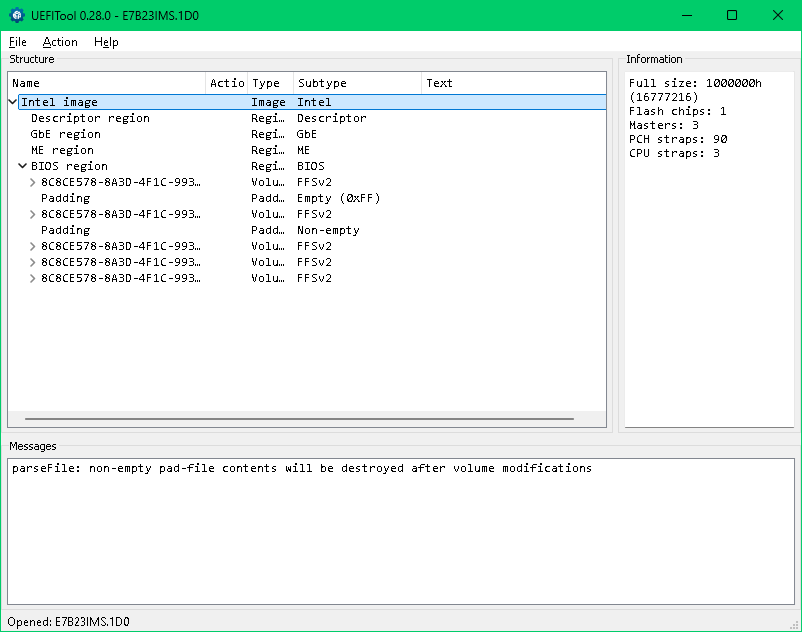 UEFITool 0.28.0 - E7B23IMS.1D0
File Action Help
Structure
Name Actio Type Subtype Text
Intel image Image Intel
Descriptor region Regi… Descriptor
GbE region Regi… GbE
ME region Regi… ME
BIOS region Regi… BIOS
8C8CE578-8A3D-4F1C-993… Volu… FFSv2
Padding Padd… Empty (0xFF)
8C8CE578-8A3D-4F1C-993… Volu… FFSv2
Padding Padd… Non-empty
8C8CE578-8A3D-4F1C-993… Volu… FFSv2
8C8CE578-8A3D-4F1C-993… Volu… FFSv2
8C8CE578-8A3D-4F1C-993… Volu… FFSv2
Information
Full size: 1000000h
(16777216)
Flash chips: 1
Masters: 3
PCH straps: 90
CPU straps: 3
Messages
parseFile: non-empty pad-file contents will be destroyed after volume modifications
Opened: E7B23IMS.1D0